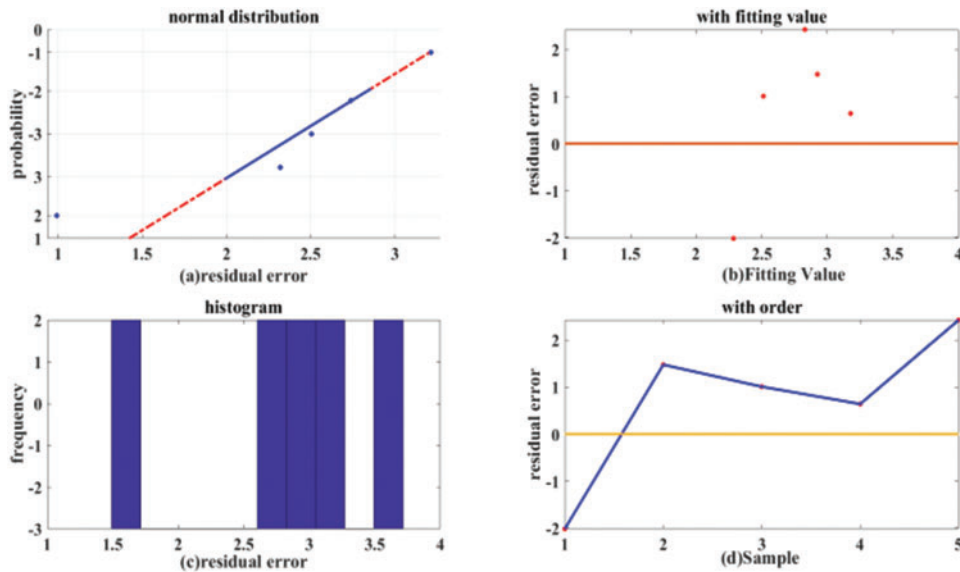 normal distribution
probability
0
-1
-2
-3
3
2
1
1 1.5 2 2.5 3
(a)residual error
with fitting value
residual error
2
1
0
-1
-2
1 1.5 2 2.5 3 3.5 4
(b)Fitting Value
histogram
frequency
2
1
0
-1
-2
-3
1 1.5 2 2.5 3 3.5 4
(c)residual error
with order
residual error
2
1
0
-1
-2
1 2 3 4 5
(d)Sample